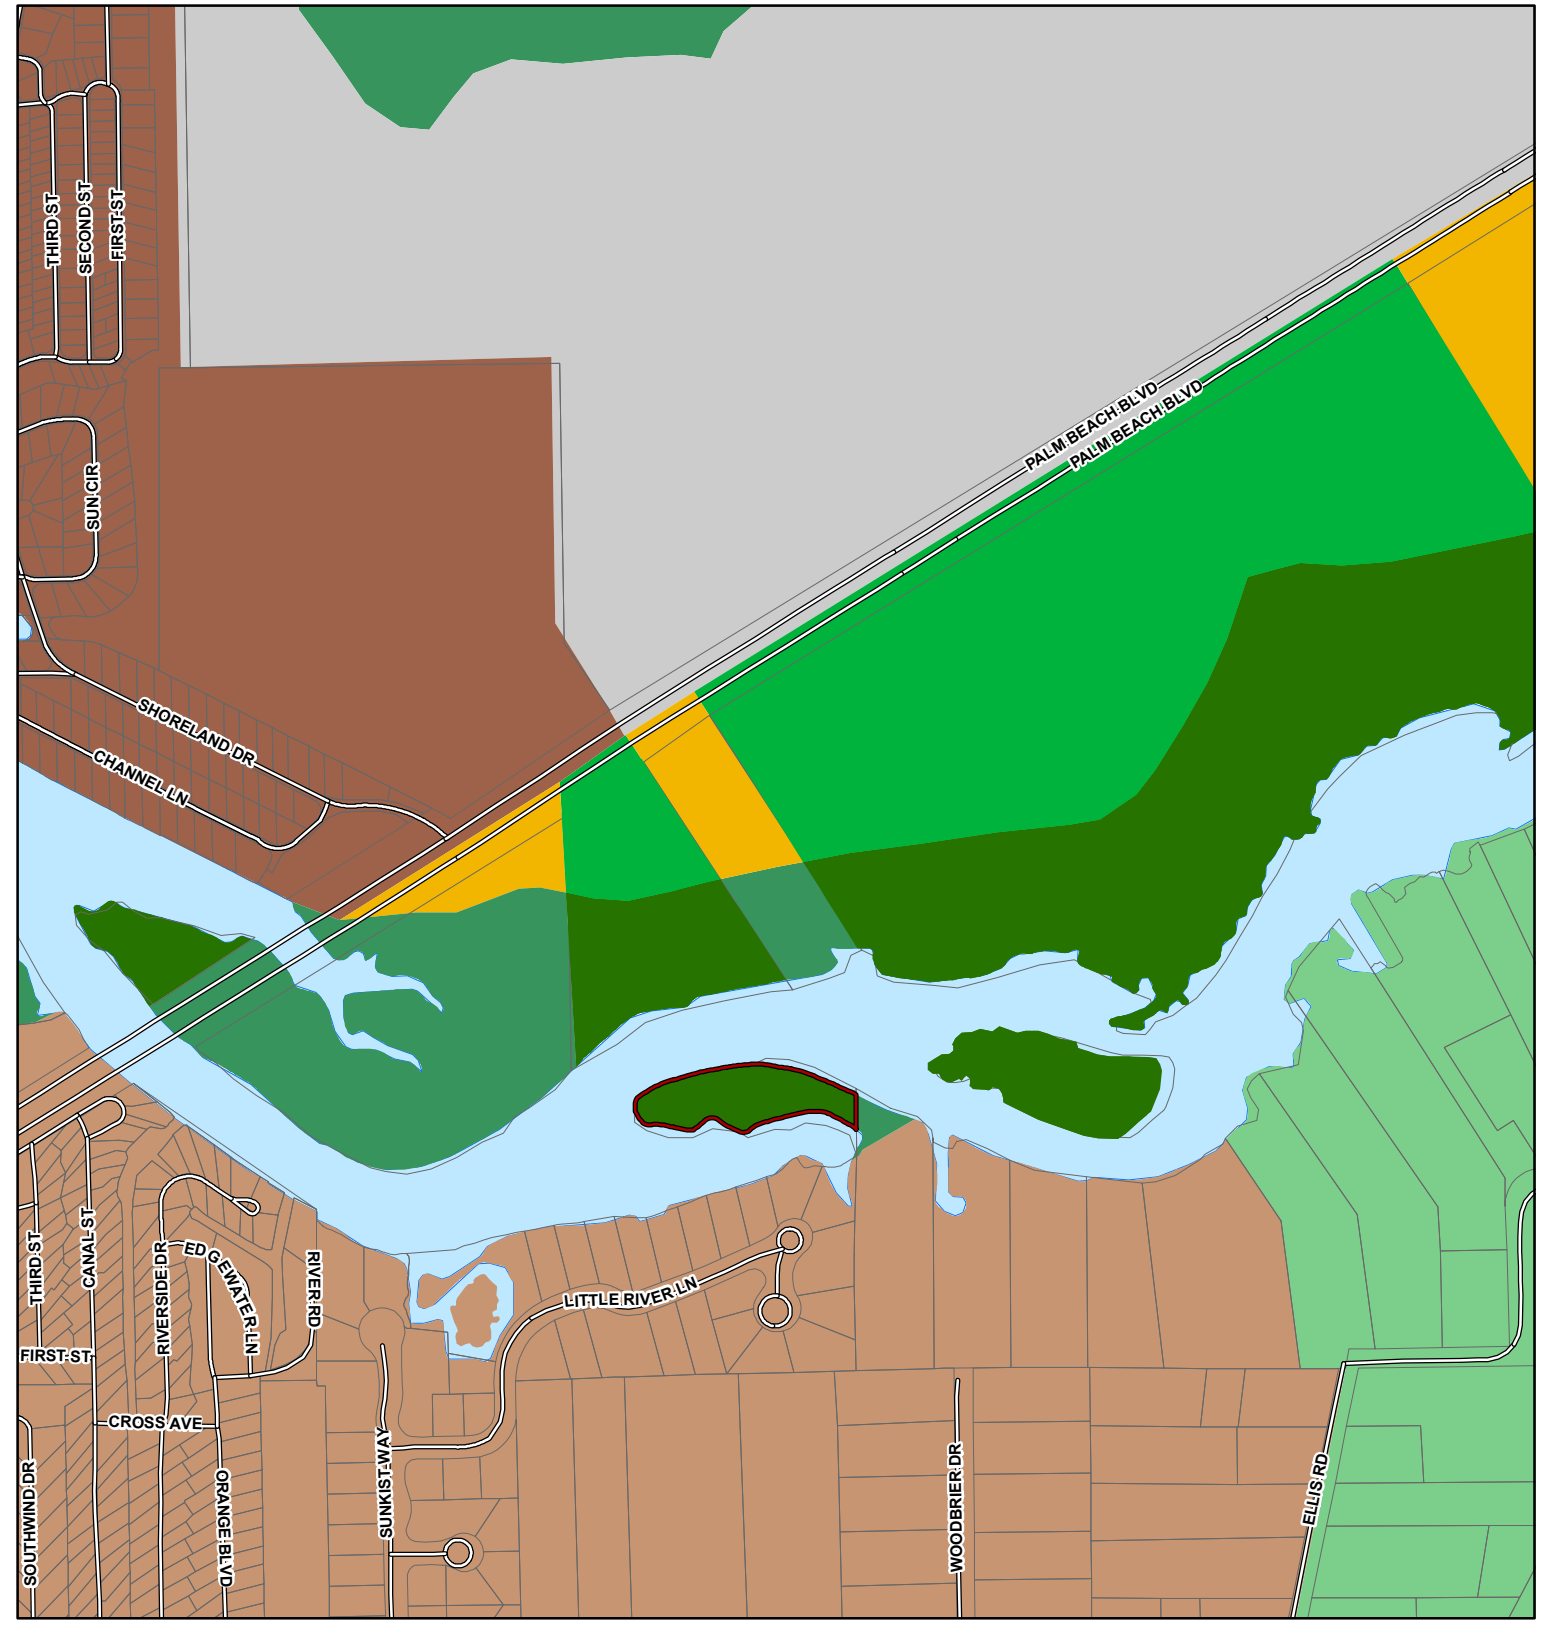 THIRD ST
SECOND ST
FIRST ST
SUN CIR
PALM BEACH BLVD
PALM BEACH BLVD
SHORELAND DR
CHANNEL LN
THIRD ST
CANAL ST
RIVERSIDE DR
EDGEWATER LN
RIVER RD
LITTLE RIVER LN
FIRST ST
CROSS AVE
SOUTHWIND DR
ORANGE BLVD
SUNKIST WAY
WOODBRIER DR
ELLIS RD